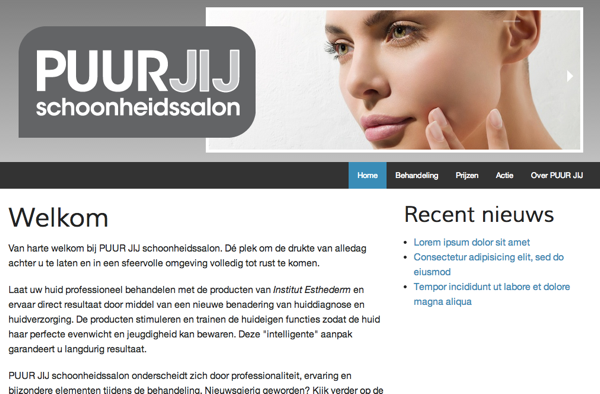 PUUR JIJ
schoonheidssalon
Home Behandeling Prijzen Actie Over PUUR JIJ
Welkom
Van harte welkom bij PUUR JIJ schoonheidssalon. Dé plek om de drukte van alledag
achter u te laten en in een sfeervolle omgeving volledig tot rust te komen.
Laat uw huid professioneel behandelen met de producten van Institut Esthederm en
ervaar direct resultaat door middel van een nieuwe benadering van huiddiagnose en
huidverzorging. De producten stimuleren en trainen de huideigen functies zodat de huid
haar perfecte evenwicht en jeugdigheid kan bewaren. Deze "intelligente" aanpak
garandeert u langdurig resultaat.
PUUR JIJ schoonheidssalon onderscheidt zich door professionaliteit, ervaring en
bijzondere elementen tijdens de behandeling. Nieuwsgierig geworden? Kijk verder op de
Recent nieuws
Lorem ipsum dolor sit amet
Consectetur adipisicing elit, sed do
eiusmod
Tempor incididunt ut labore et dolore
magna aliqua